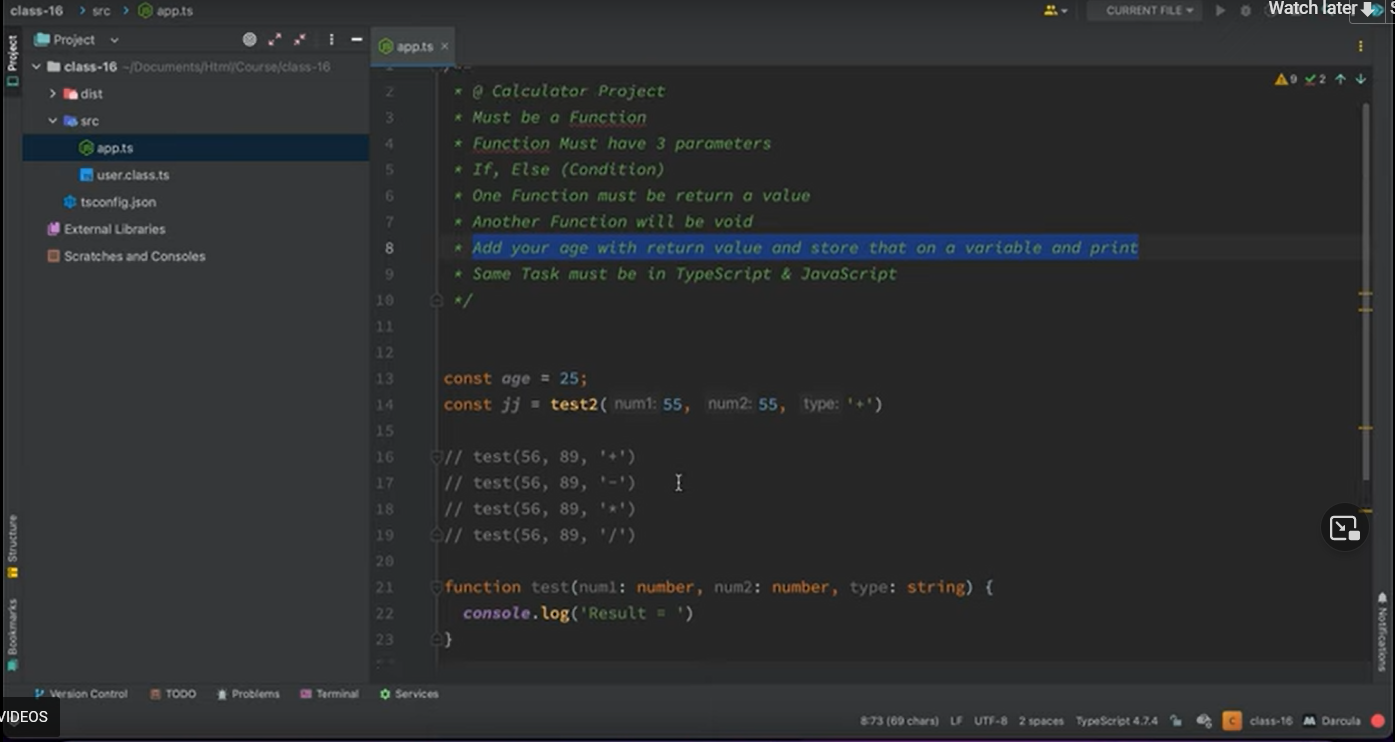 class-16 > src > app.ts
CURRENT FILE
Watch later
Project
Project
class-16 ~/Documents/Html/Course/class-16
dist
src
app.ts
user.class.ts
tsconfig.json
External Libraries
Scratches and Consoles
Structure
Bookmarks
app.ts ×
9 2
2 * @ Calculator Project
3 * Must be a Function
4 * Function Must have 3 parameters
5 * If, Else (Condition)
6 * One Function must be return a value
7 * Another Function will be void
8 * Add your age with return value and store that on a variable and print
9 * Same Task must be in TypeScript & JavaScript
10 */
11
12
13 const age = 25;
14 const jj = test2( num1: 55, num2: 55, type: '+')
15
16 // test(56, 89, '+')
17 // test(56, 89, '-')
18 // test(56, 89, '*')
19 // test(56, 89, '/')
20
21 function test(num1: number, num2: number, type: string) {
22 console.log('Result = ')
23 }
Notifications
Version Control TODO Problems Terminal Services
VIDEOS
8:73 (69 chars) LF UTF-8 2 spaces TypeScript 4.7.4 C class-16 Darcula